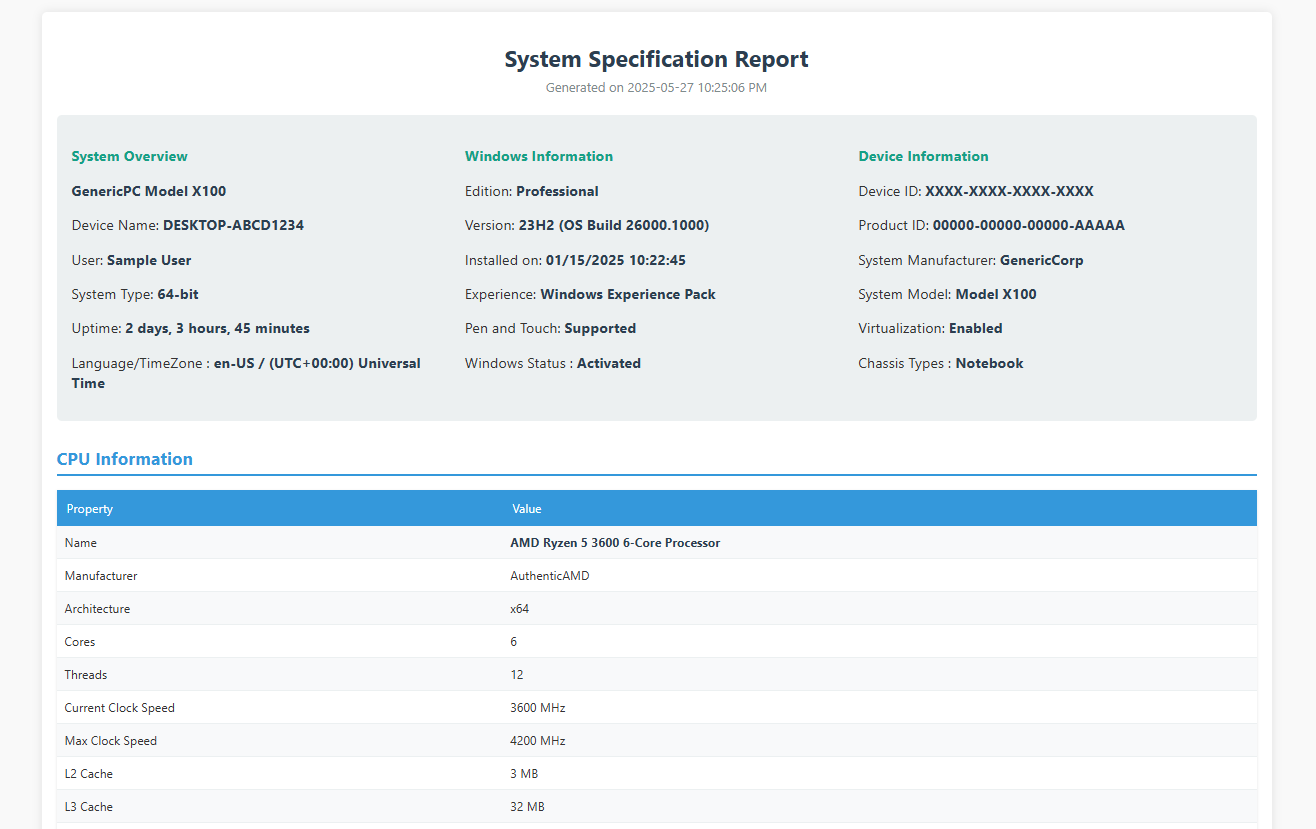 System Specification Report
Generated on 2025-05-27 10:25:06 PM
System Overview
GenericPC Model X100
Device Name: DESKTOP-ABCD1234
User: Sample User
System Type: 64-bit
Uptime: 2 days, 3 hours, 45 minutes
Language/TimeZone : en-US / (UTC+00:00) Universal
Time
Windows Information
Edition: Professional
Version: 23H2 (OS Build 26000.1000)
Installed on: 01/15/2025 10:22:45
Experience: Windows Experience Pack
Pen and Touch: Supported
Windows Status : Activated
Device Information
Device ID: XXXX-XXXX-XXXX-XXXX
Product ID: 00000-00000-00000-AAAAA
System Manufacturer: GenericCorp
System Model: Model X100
Virtualization: Enabled
Chassis Types : Notebook
CPU Information
Property Value
Name AMD Ryzen 5 3600 6-Core Processor
Manufacturer AuthenticAMD
Architecture x64
Cores 6
Threads 12
Current Clock Speed 3600 MHz
Max Clock Speed 4200 MHz
L2 Cache 3 MB
L3 Cache 32 MB